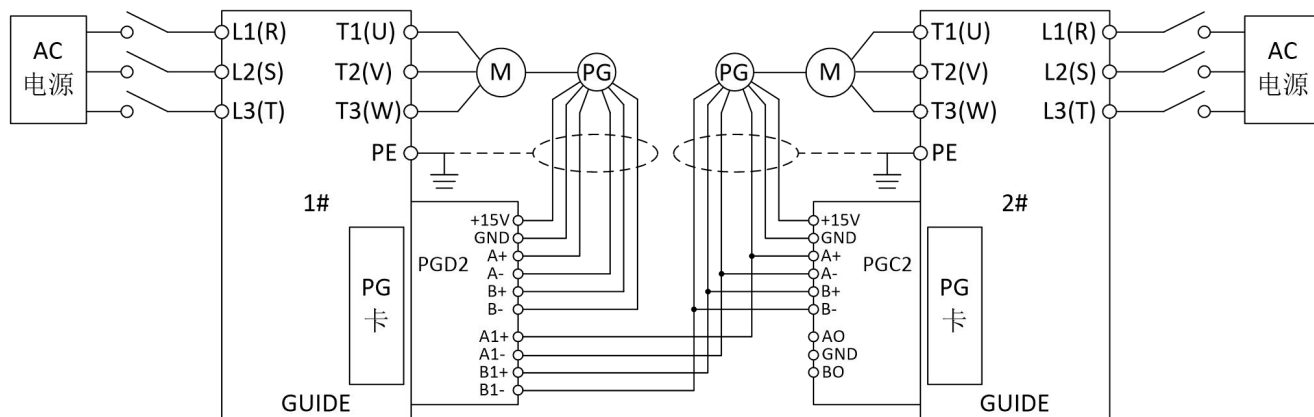 AC
电源
L1(R)
L2(S)
L3(T)
T1(U)
T2(V)
T3(W)
PE
M
PG
1#
PG
卡
GUIDE
PGD2
+15V
GND
A+
A-
B+
B-
A1+
A1-
B1+
B1-
PG
M
T1(U)
T2(V)
T3(W)
PE
L1(R)
L2(S)
L3(T)
AC
电源
2#
PGC2
+15V
GND
A+
A-
B+
B-
AO
GND
BO
PG
卡
GUIDE